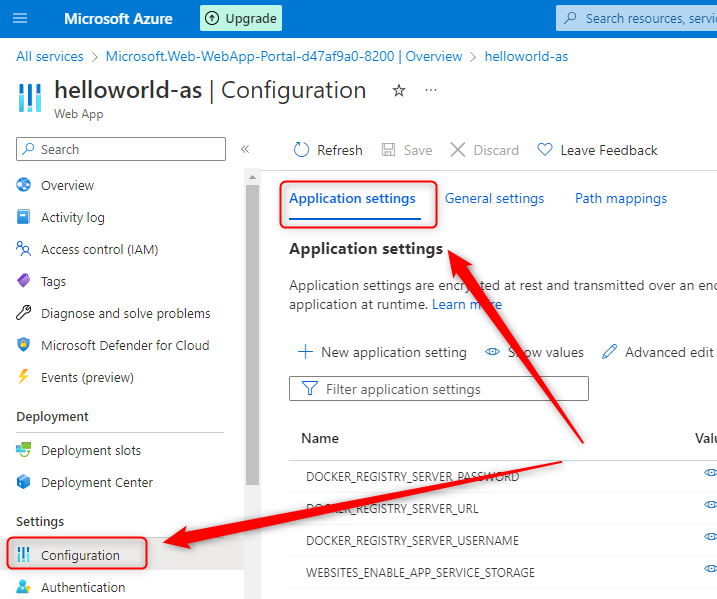 Microsoft Azure
Upgrade
Search resources, servic
All services > Microsoft.Web-WebApp-Portal-d47af9a0-8200 | Overview > helloworld-as
helloworld-as | Configuration
Web App
Search
Overview
Activity log
Access control (IAM)
Tags
Diagnose and solve problems
Microsoft Defender for Cloud
Events (preview)
Deployment
Deployment slots
Deployment Center
Settings
Configuration
Authentication
Refresh
Save
Discard
Leave Feedback
Application settings
General settings
Path mappings
Application settings
Application settings are encrypted at rest and transmitted over an enc
application at runtime. Learn more
New application setting
Show values
Advanced edit
Filter application settings
Name
Valu
DOCKER_REGISTRY_SERVER_PASSWORD
DOCKER_REGISTRY_SERVER_URL
DOCKER_REGISTRY_SERVER_USERNAME
WEBSITES_ENABLE_APP_SERVICE_STORAGE